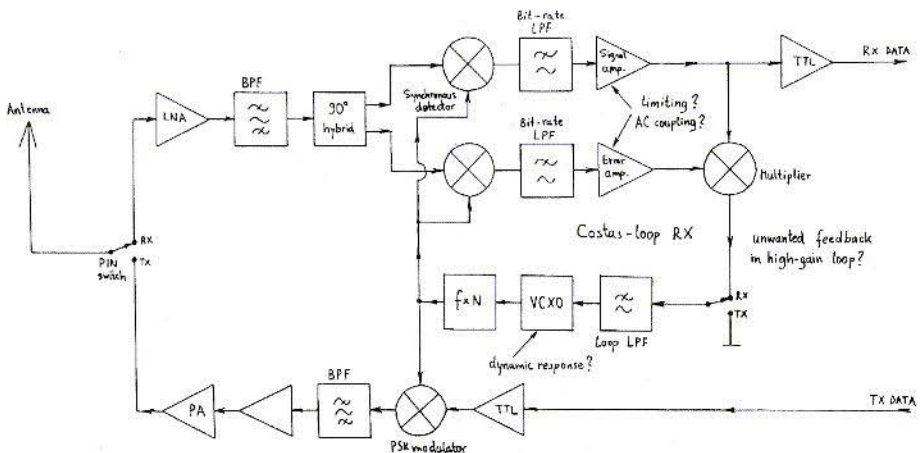 Bit-rate
LPF
Signal
amp.
TTL
RX DATA
Synchronous
detector
BPF
LNA
90°
hybrid
Antenna
Limiting?
AC coupling?
Bit-rate
LPF
Error
amp.
Multiplier
Costas-loop RX
unwanted feedback
in high-gain loop?
RX
TX
PIN
switch
f×N
VCXO
Loop LPF
RX
TX
dynamic response?
BPF
PA
PSK modulator
TTL
TX DATA